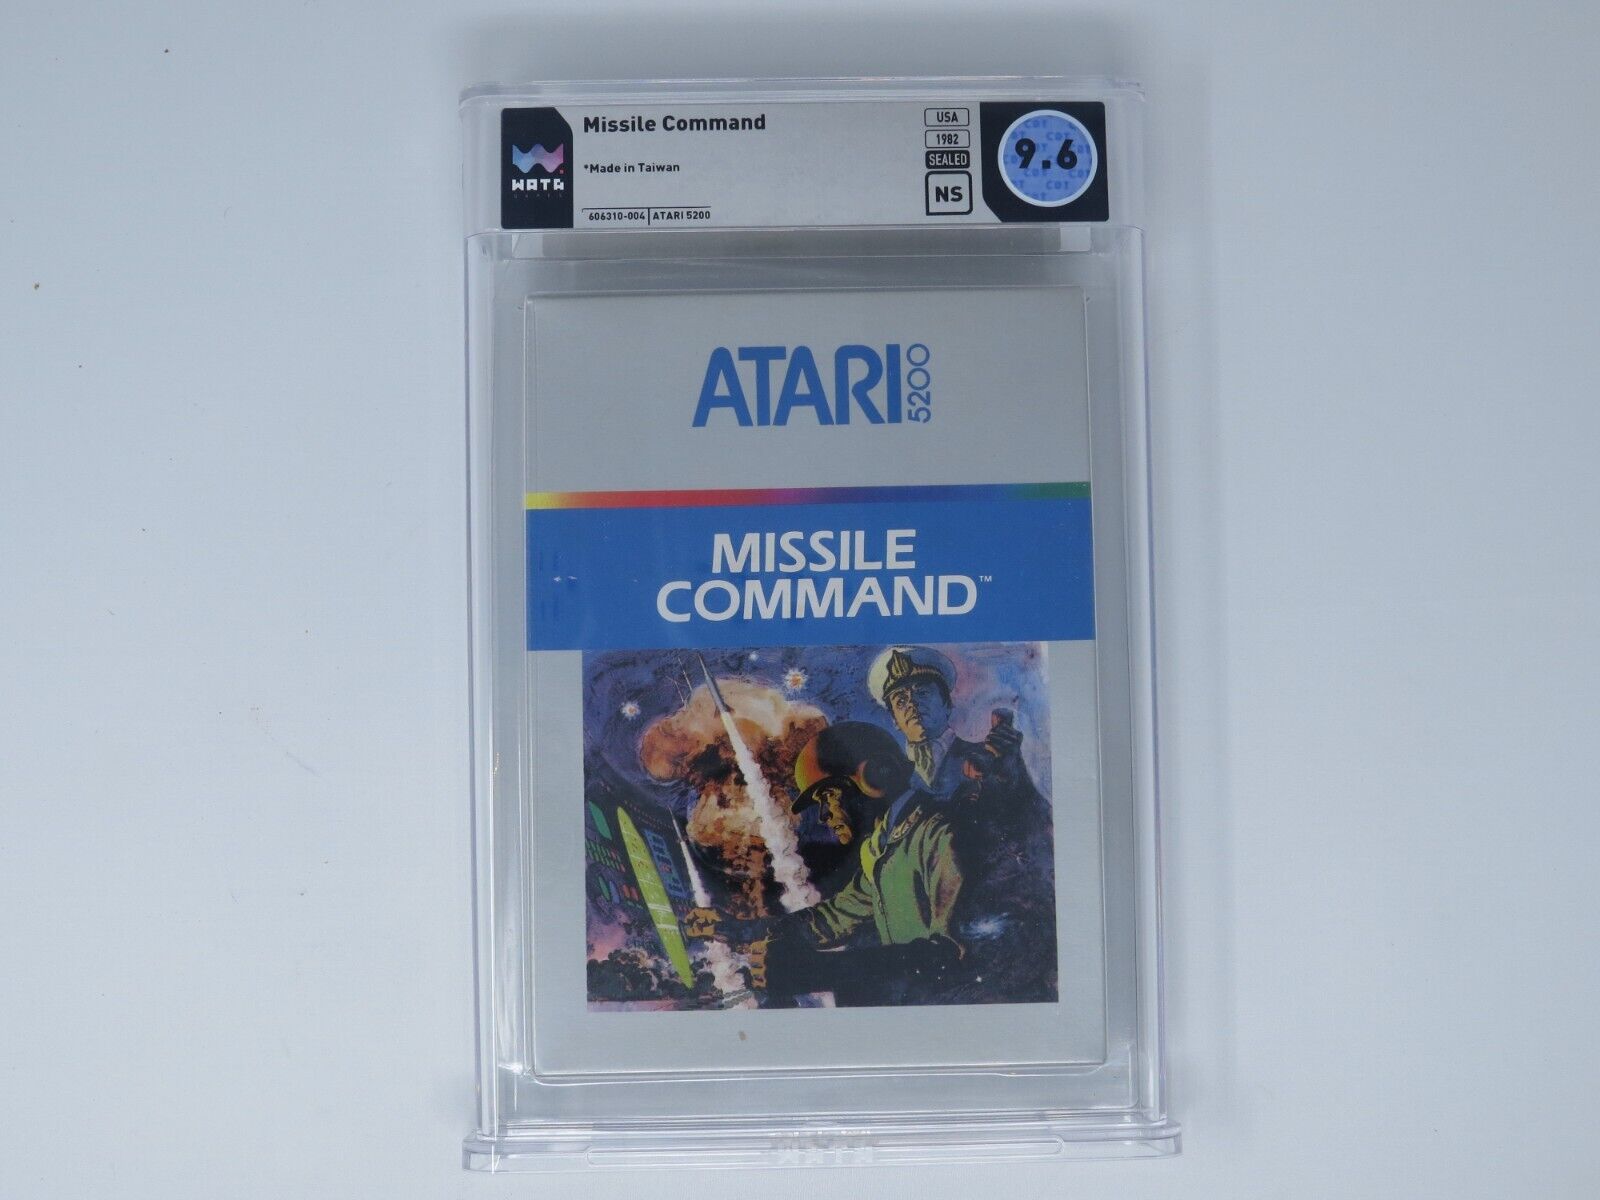 WATA
GAMES
Missile Command
*Made in Taiwan
606310-004 ATARI 5200
USA
1982
SEALED
NS
9.6
ATARI 5200
MISSILE
COMMAND™